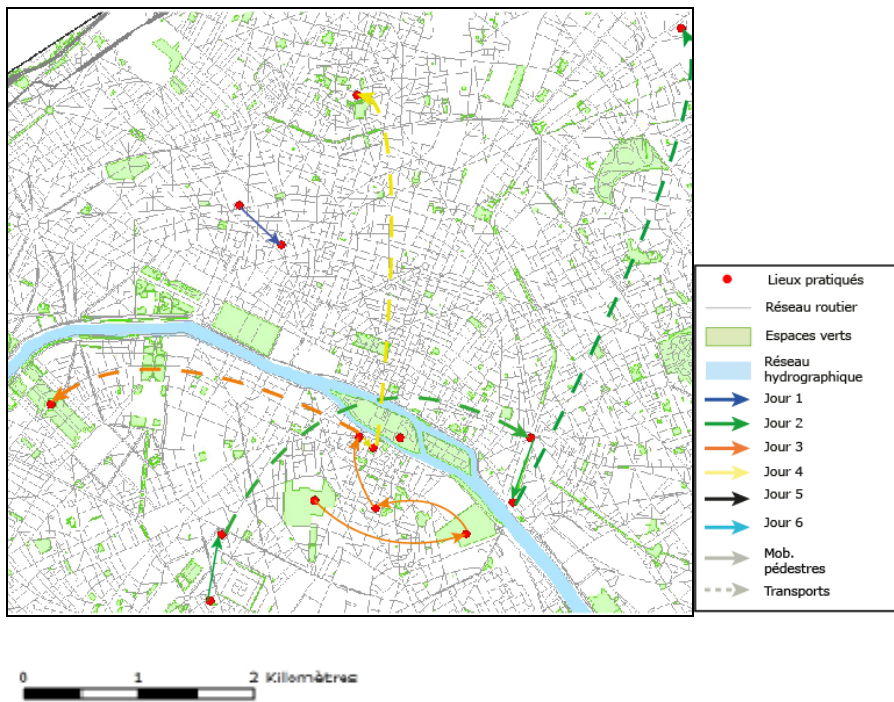 Lieux pratiqués
Réseau routier
Espaces verts
Réseau
hydrographique
Jour 1
Jour 2
Jour 3
Jour 4
Jour 5
Jour 6
Mob.
pédestres
Transports
0 1 2 Kilomètres